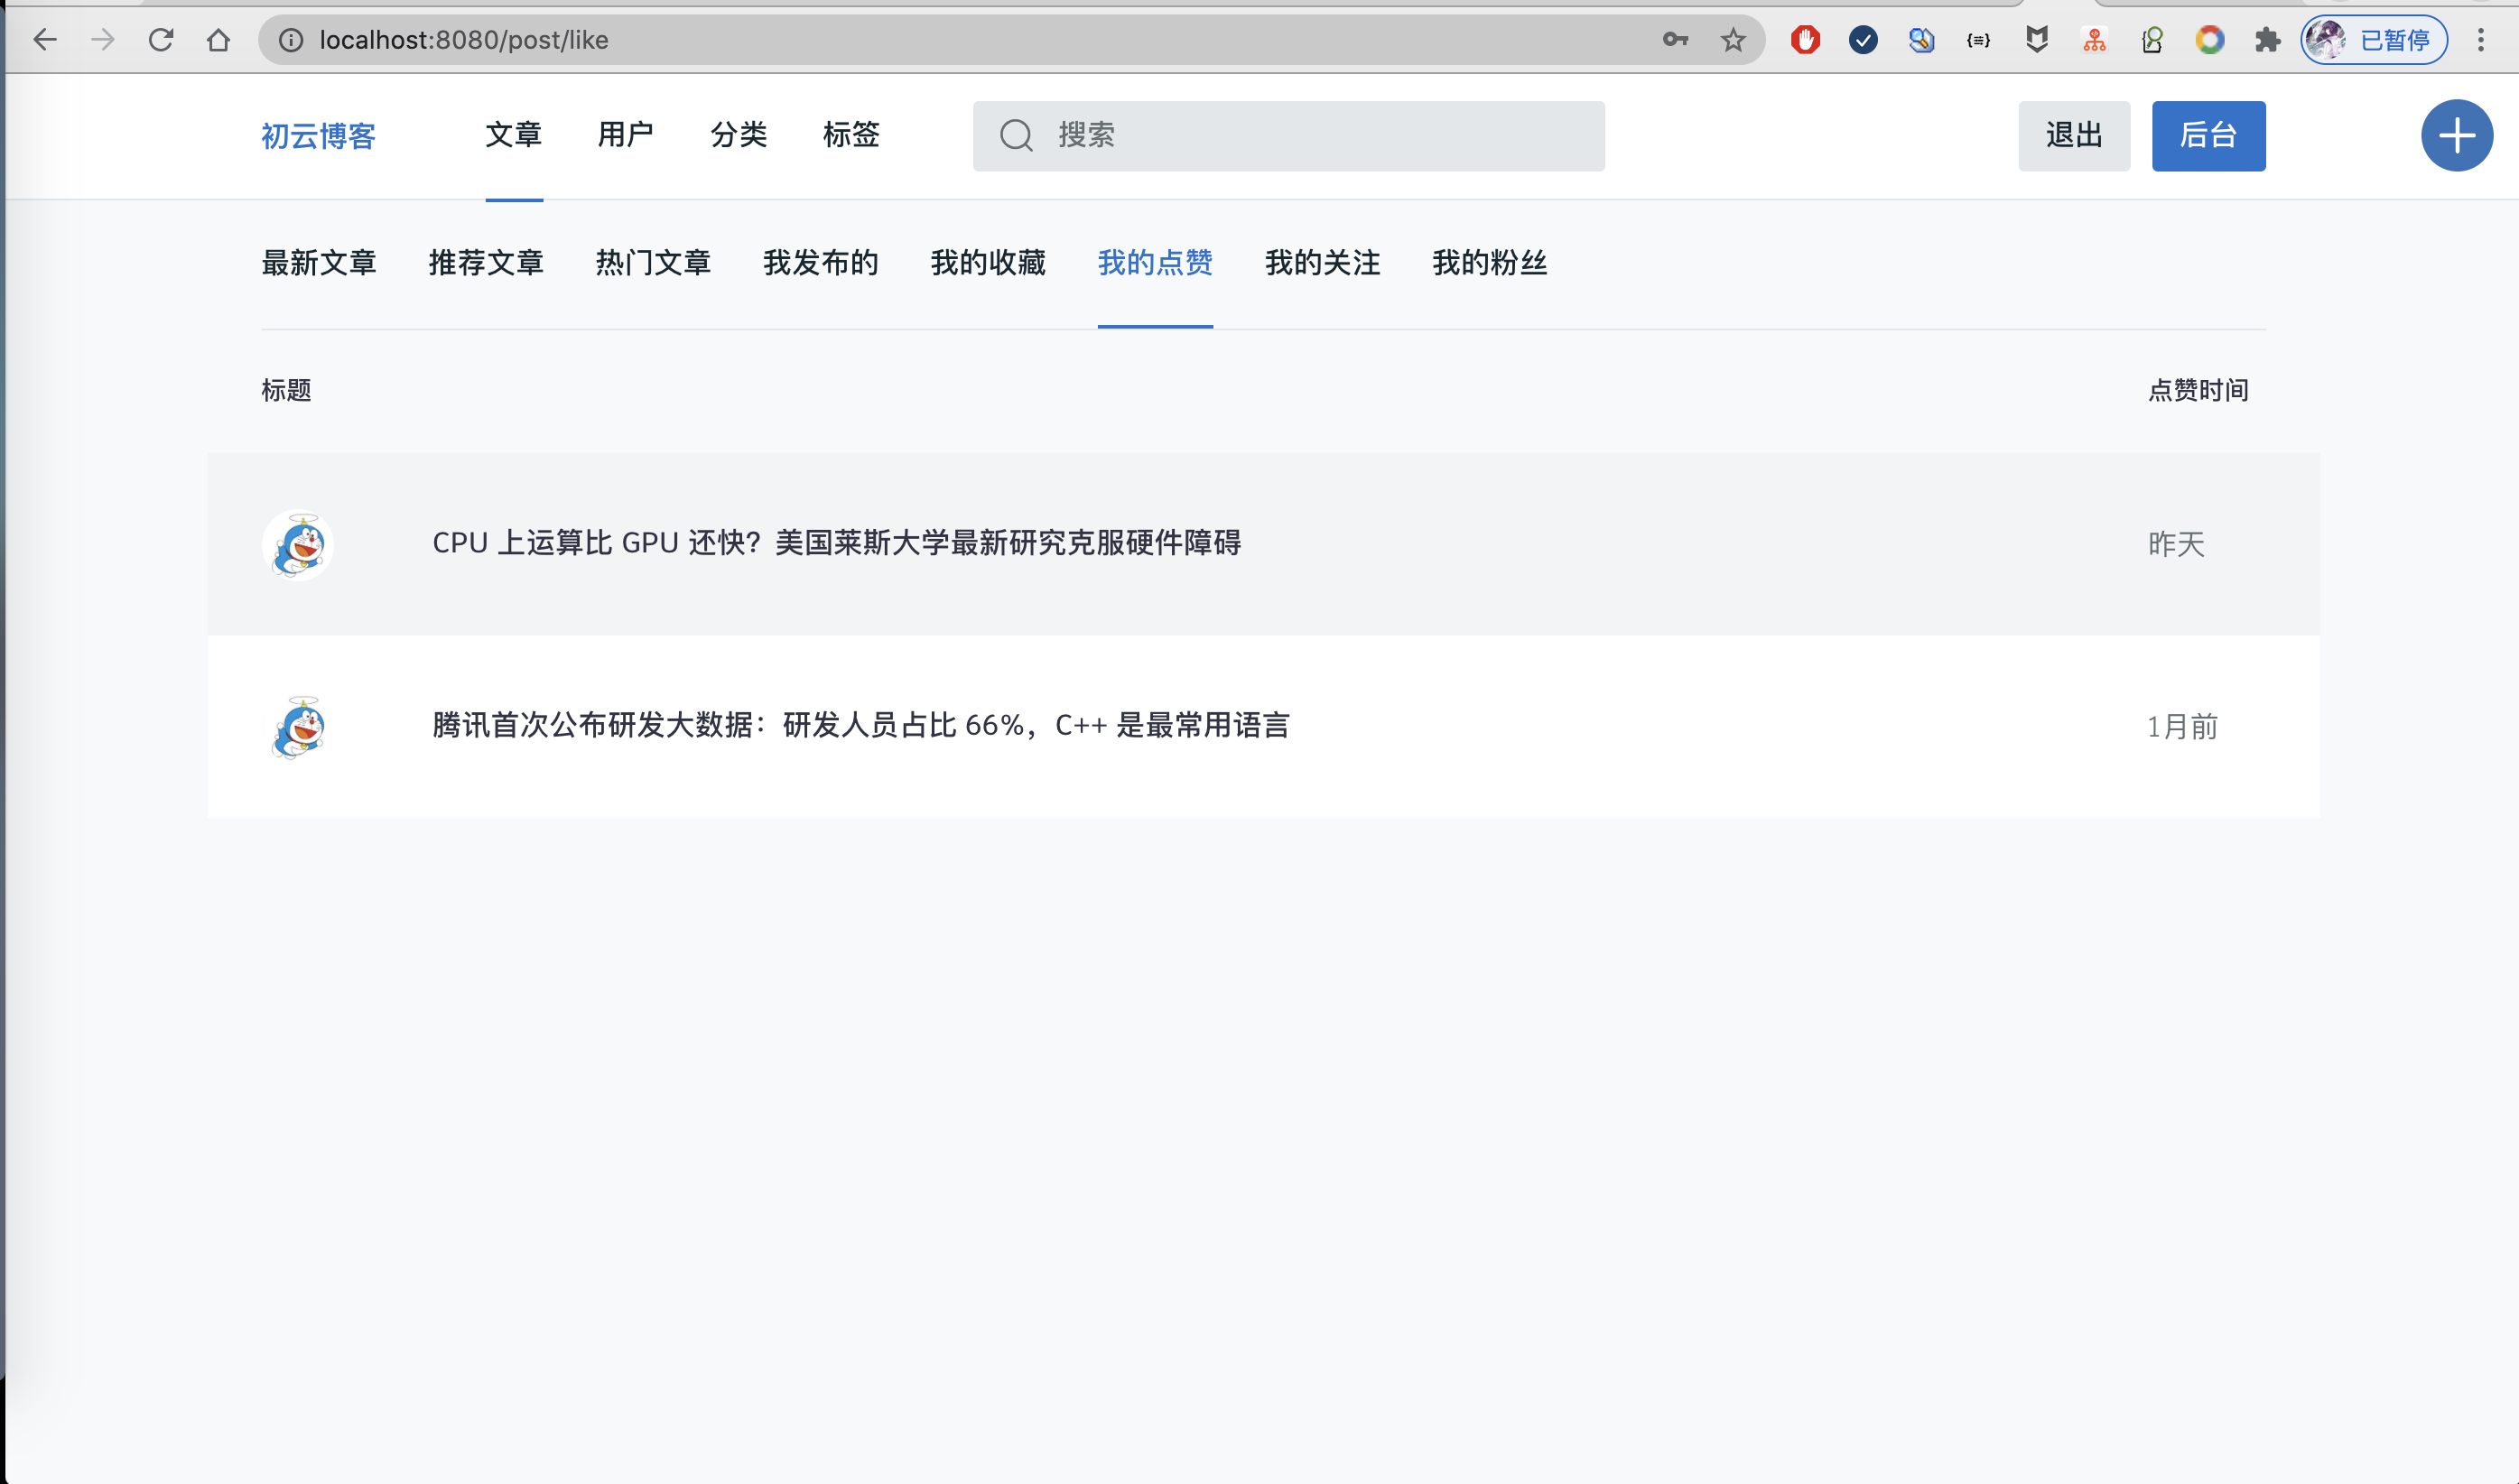 localhost:8080/post/like
已暂停
初云博客 文章 用户 分类 标签 搜索 退出 后台
最新文章 推荐文章 热门文章 我发布的 我的收藏 我的点赞 我的关注 我的粉丝
标题 点赞时间
CPU 上运算比 GPU 还快？美国莱斯大学最新研究克服硬件障碍 昨天
腾讯首次公布研发大数据：研发人员占比 66%，C++ 是最常用语言 1月前